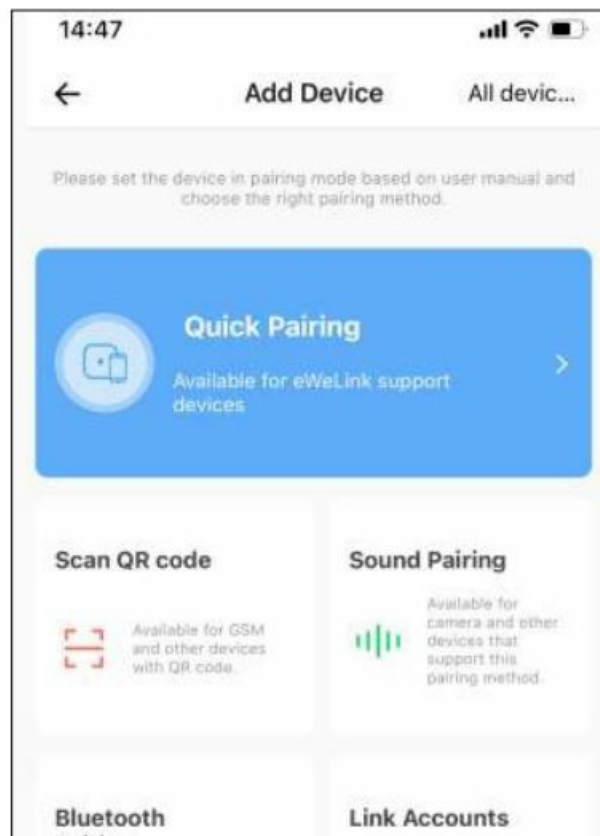 14:47
Add Device
All devic...
Please set the device in pairing mode based on user manual and
choose the right pairing method.
Quick Pairing
Available for eWeLink support
devices
Scan QR code
Available for GSM
and other devices
with QR code.
Sound Pairing
Available for
camera and other
devices that
support this
pairing method.
Bluetooth
Link Accounts